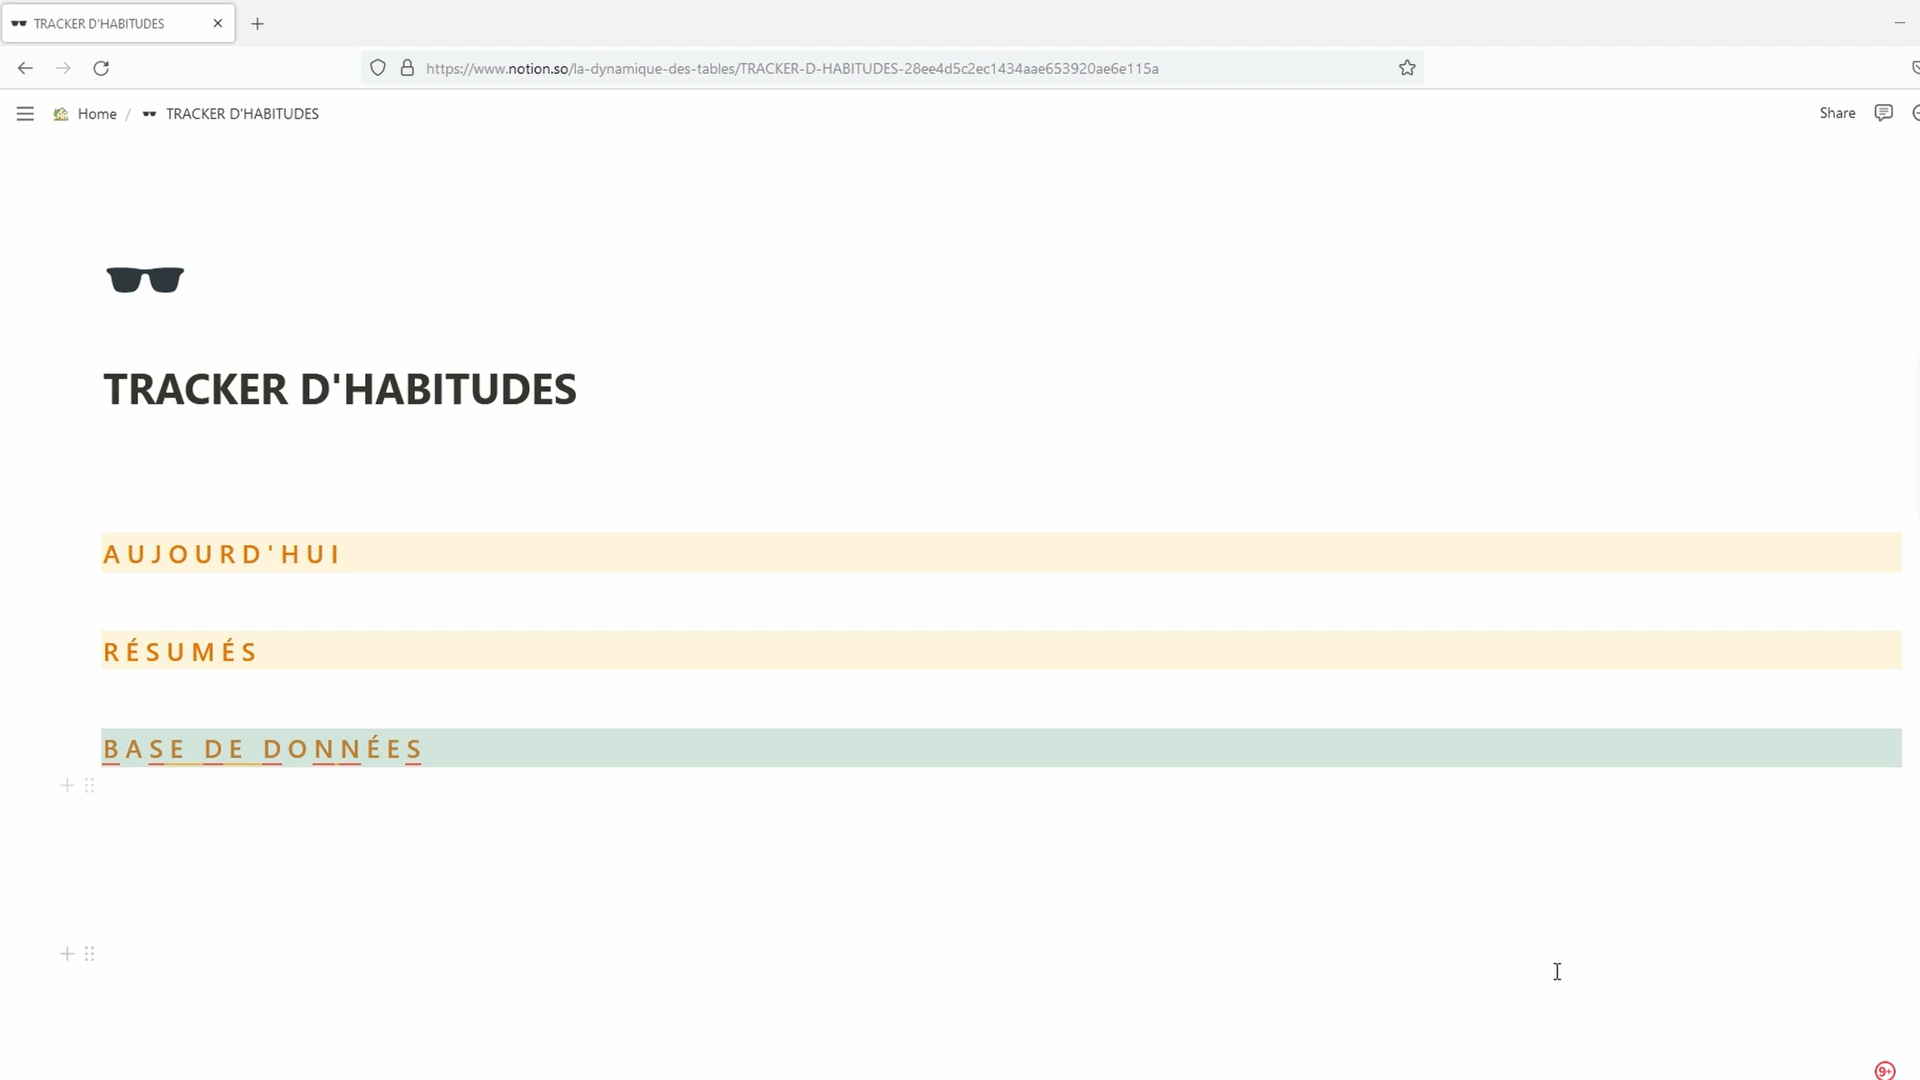 TRACKER D'HABITUDES
https://www.notion.so/la-dynamique-des-tables/TRACKER-D-HABITUDES-28ee4d5c2ec1434aae653920ae6e115a
Home / TRACKER D'HABITUDES
Share
TRACKER D'HABITUDES
AUJOURD'HUI
RÉSUMÉS
BASE DE DONNÉES
9+